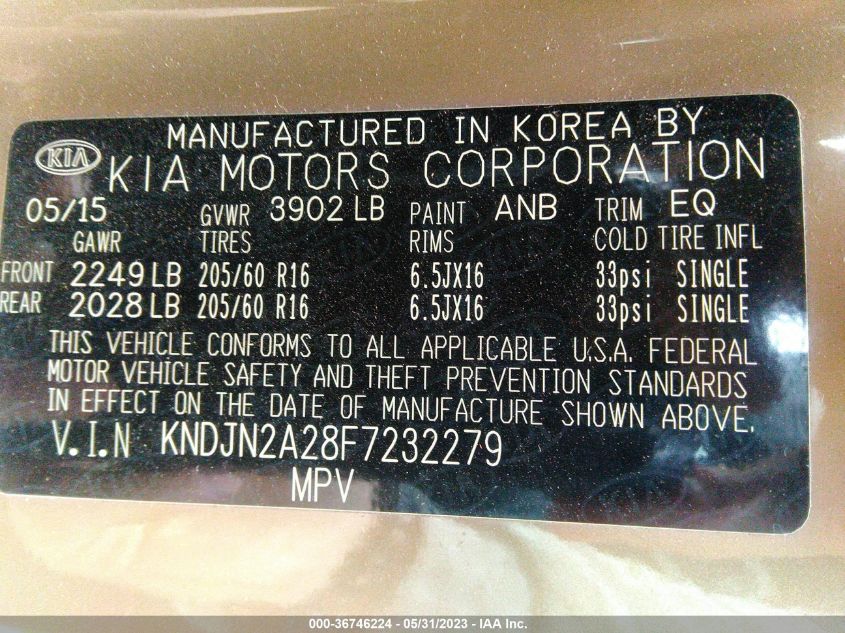 MANUFACTURED IN KOREA BY
KIA KIA MOTORS CORPORATION
05/15 GVWR 3902 LB PAINT ANB TRIM EQ
GAWR TIRES RIMS COLD TIRE INFL
FRONT 2249 LB 205/60 R16 6.5JX16 33psi SINGLE
REAR 2028 LB 205/60 R16 6.5JX16 33psi SINGLE
THIS VEHICLE CONFORMS TO ALL APPLICABLE U.S.A. FEDERAL
MOTOR VEHICLE SAFETY AND THEFT PREVENTION STANDARDS
IN EFFECT ON THE DATE OF MANUFACTURE SHOWN ABOVE.
V.I.N KNDJN2A28F7232279
MPV
000-36746224 - 05/31/2023 - IAA Inc.